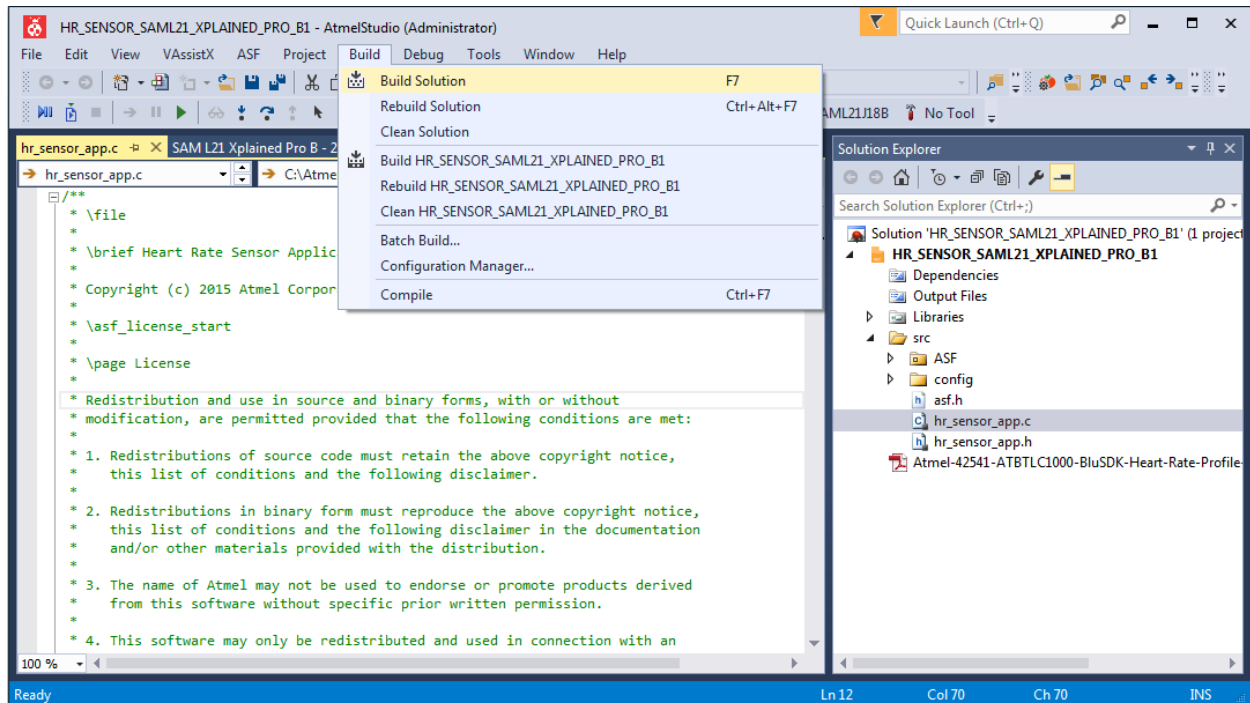 HR_SENSOR_SAML21_XPLAINED_PRO_B1 - AtmelStudio (Administrator)
Quick Launch (Ctrl+Q)
File Edit View VAssistX ASF Project Build Debug Tools Window Help
Build Solution F7
Rebuild Solution Ctrl+Alt+F7
Clean Solution
Build HR_SENSOR_SAML21_XPLAINED_PRO_B1
Rebuild HR_SENSOR_SAML21_XPLAINED_PRO_B1
Clean HR_SENSOR_SAML21_XPLAINED_PRO_B1
Batch Build...
Configuration Manager...
Compile Ctrl+F7
AML21J18B No Tool
hr_sensor_app.c SAM L21 Xplained Pro B - 2
hr_sensor_app.c C:\Atme
/**
* \file
*
* \brief Heart Rate Sensor Applic
*
* Copyright (c) 2015 Atmel Corpor
*
* \asf_license_start
*
* \page License
*
* Redistribution and use in source and binary forms, with or without
* modification, are permitted provided that the following conditions are met:
*
* 1. Redistributions of source code must retain the above copyright notice,
* this list of conditions and the following disclaimer.
*
* 2. Redistributions in binary form must reproduce the above copyright notice,
* this list of conditions and the following disclaimer in the documentation
* and/or other materials provided with the distribution.
*
* 3. The name of Atmel may not be used to endorse or promote products derived
* from this software without specific prior written permission.
*
* 4. This software may only be redistributed and used in connection with an
100 %
Solution Explorer
Search Solution Explorer (Ctrl+;)
Solution 'HR_SENSOR_SAML21_XPLAINED_PRO_B1' (1 project
HR_SENSOR_SAML21_XPLAINED_PRO_B1
Dependencies
Output Files
Libraries
src
ASF
config
asf.h
hr_sensor_app.c
hr_sensor_app.h
Atmel-42541-ATBTLC1000-BluSDK-Heart-Rate-Profile-
Ready Ln 12 Col 70 Ch 70 INS